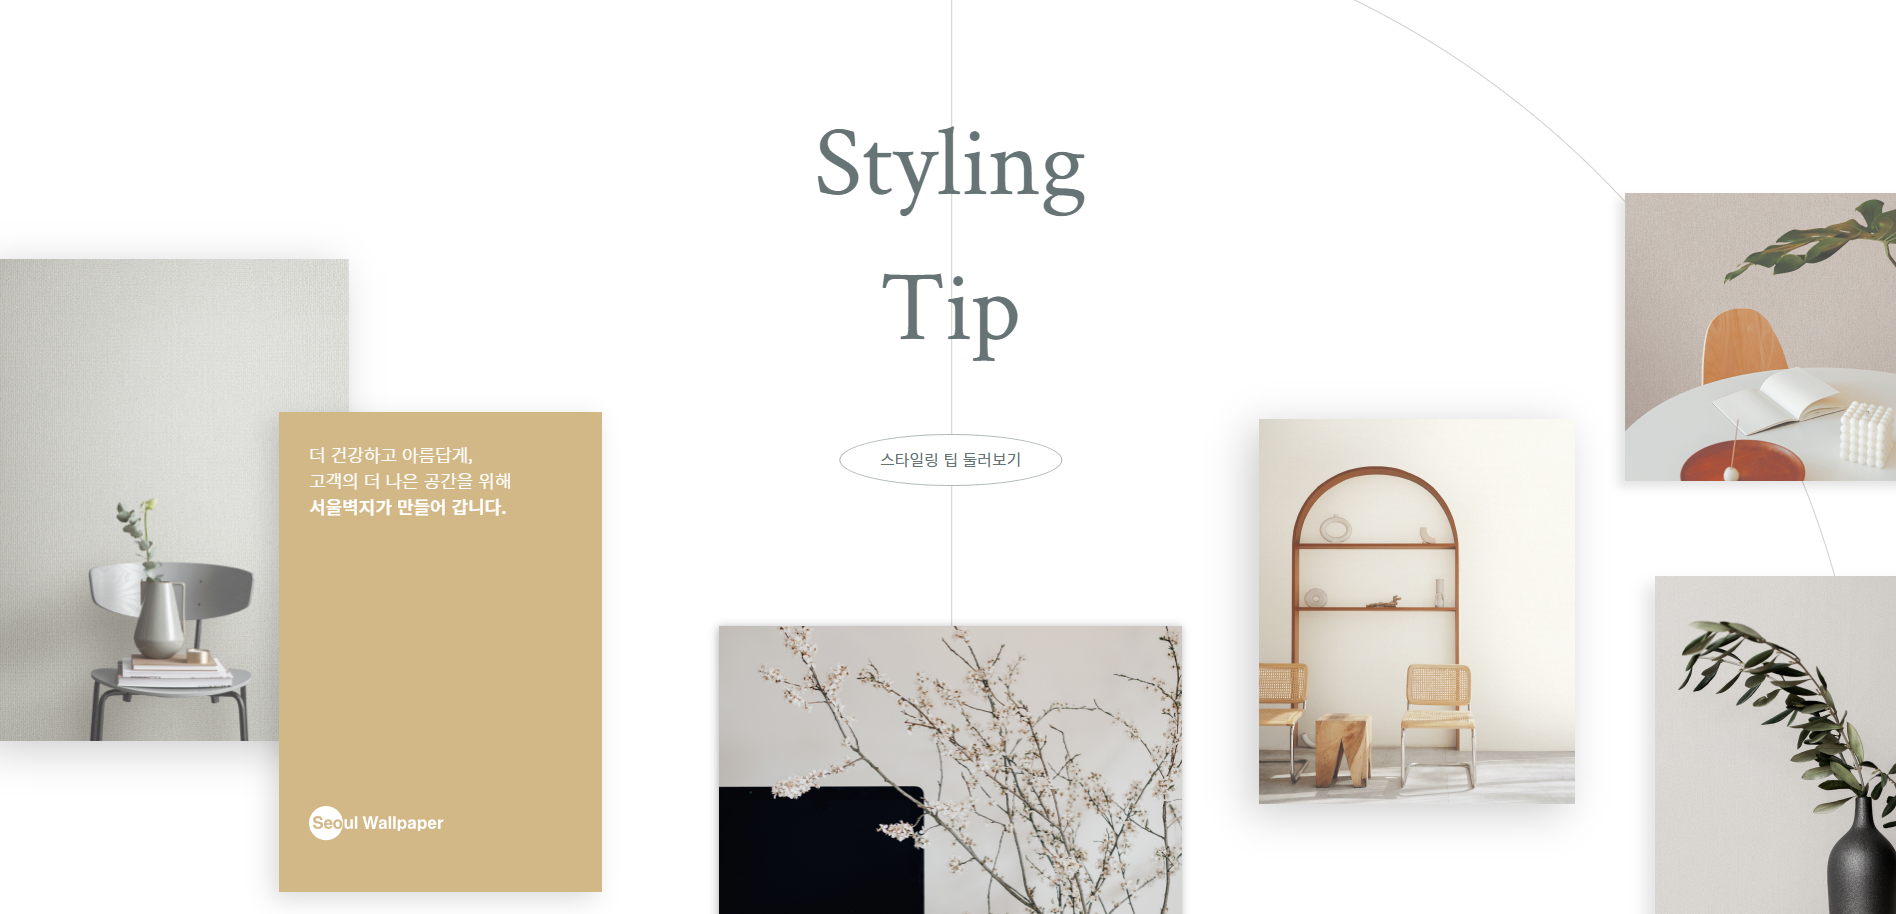 Styling
Tip
스타일링 팁 둘러보기
더 건강하고 아름답게,
고객의 더 나은 공간을 위해
서울벽지가 만들어 갑니다.
Seoul Wallpaper